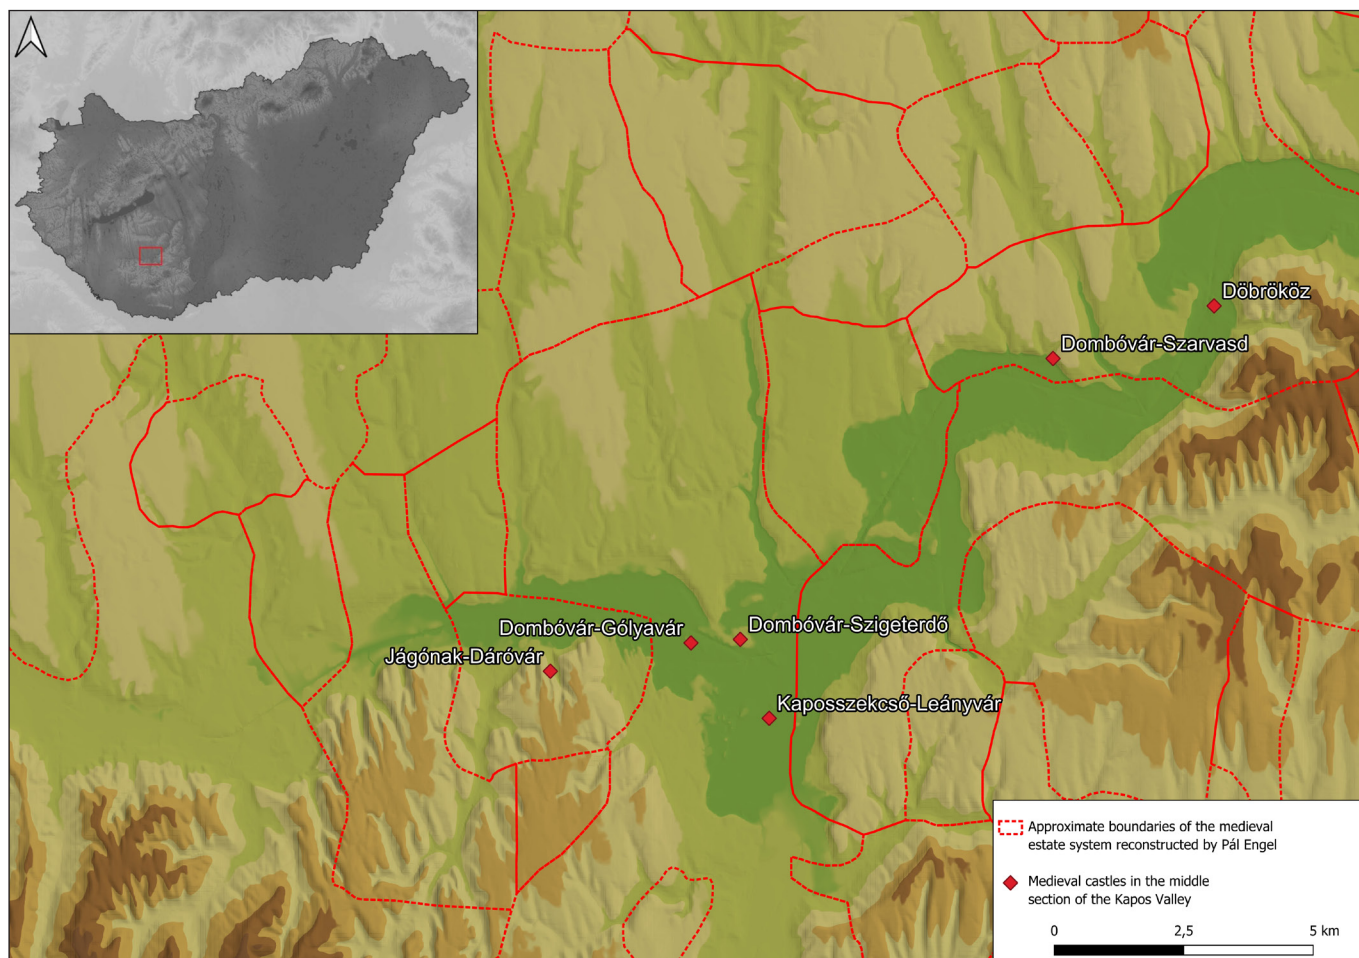 Döbrököz
Dombóvár-Szarvasd
Dombóvár-Gólyavár
Dombóvár-Szigeterdő
Jágónak-Dáróvár
Kaposszekcső-Leányvár
Approximate boundaries of the medieval
estate system reconstructed by Pál Engel
Medieval castles in the middle
section of the Kapos Valley
0 2,5 5 km